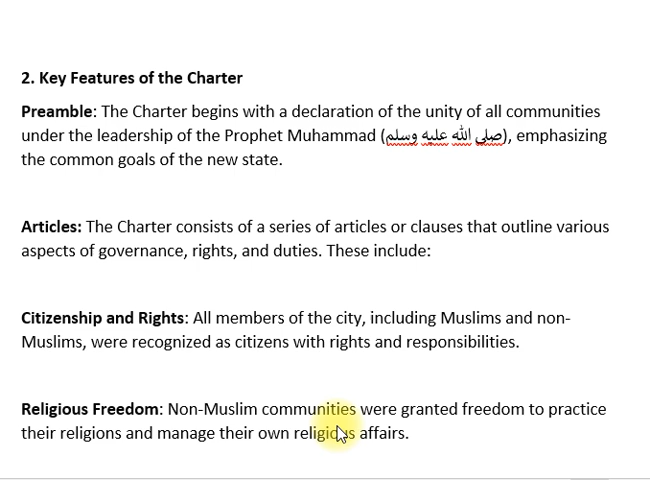 2. Key Features of the Charter
Preamble: The Charter begins with a declaration of the unity of all communities
under the leadership of the Prophet Muhammad (صلى الله عليه وسلم), emphasizing
the common goals of the new state.
Articles: The Charter consists of a series of articles or clauses that outline various
aspects of governance, rights, and duties. These include:
Citizenship and Rights: All members of the city, including Muslims and non-
Muslims, were recognized as citizens with rights and responsibilities.
Religious Freedom: Non-Muslim communities were granted freedom to practice
their religions and manage their own religious affairs.